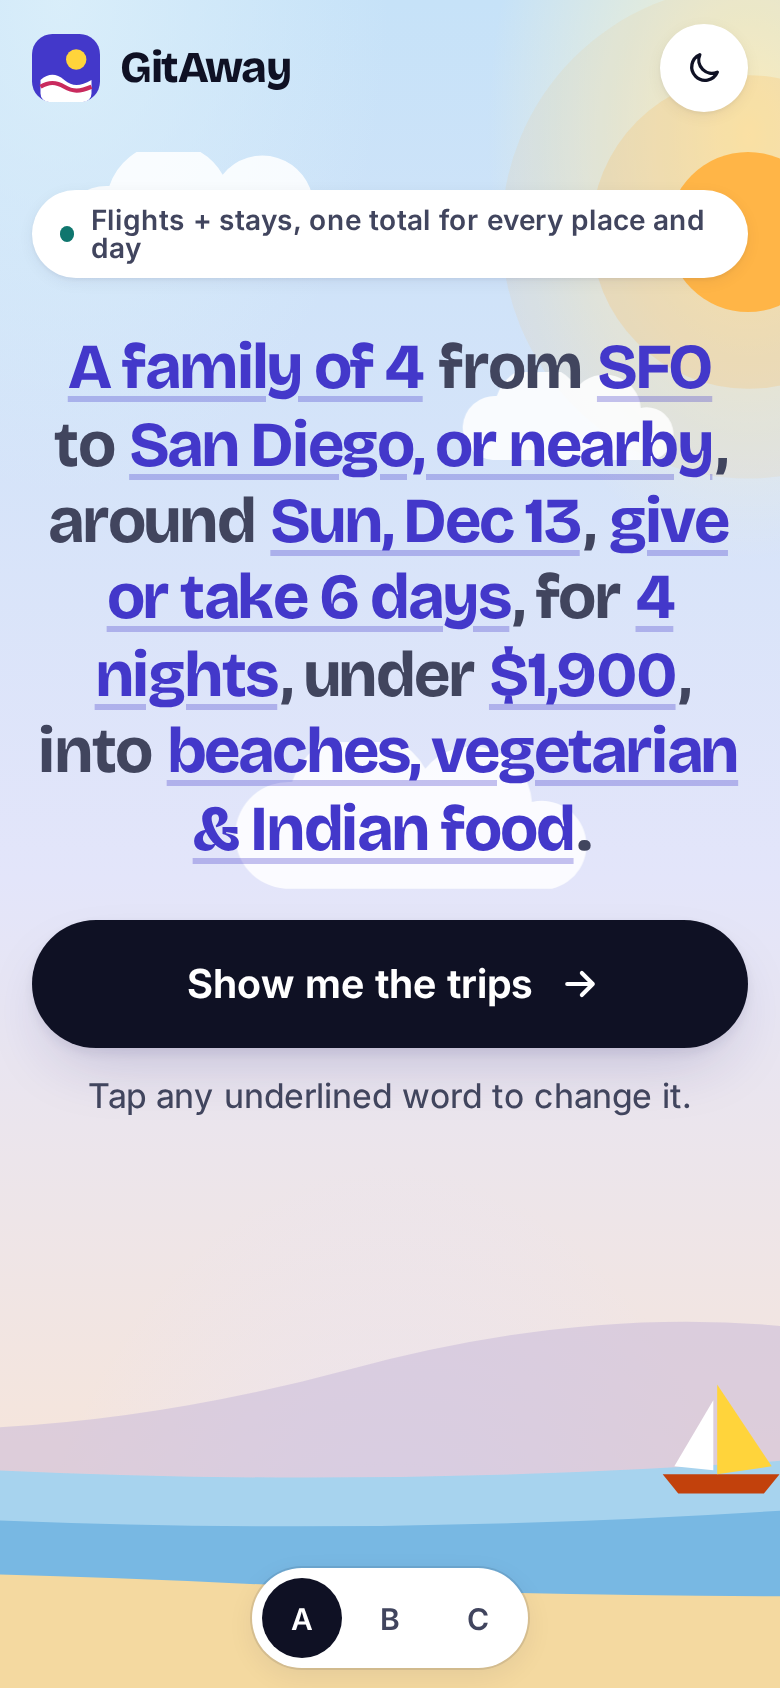 GitAway
Flights + stays, one total for every place and
day
A family of 4 from SFO
to San Diego, or nearby,
around Sun, Dec 13, give
or take 6 days, for 4
nights, under $1,900,
into beaches, vegetarian
& Indian food.
Show me the trips →
Tap any underlined word to change it.
A B C